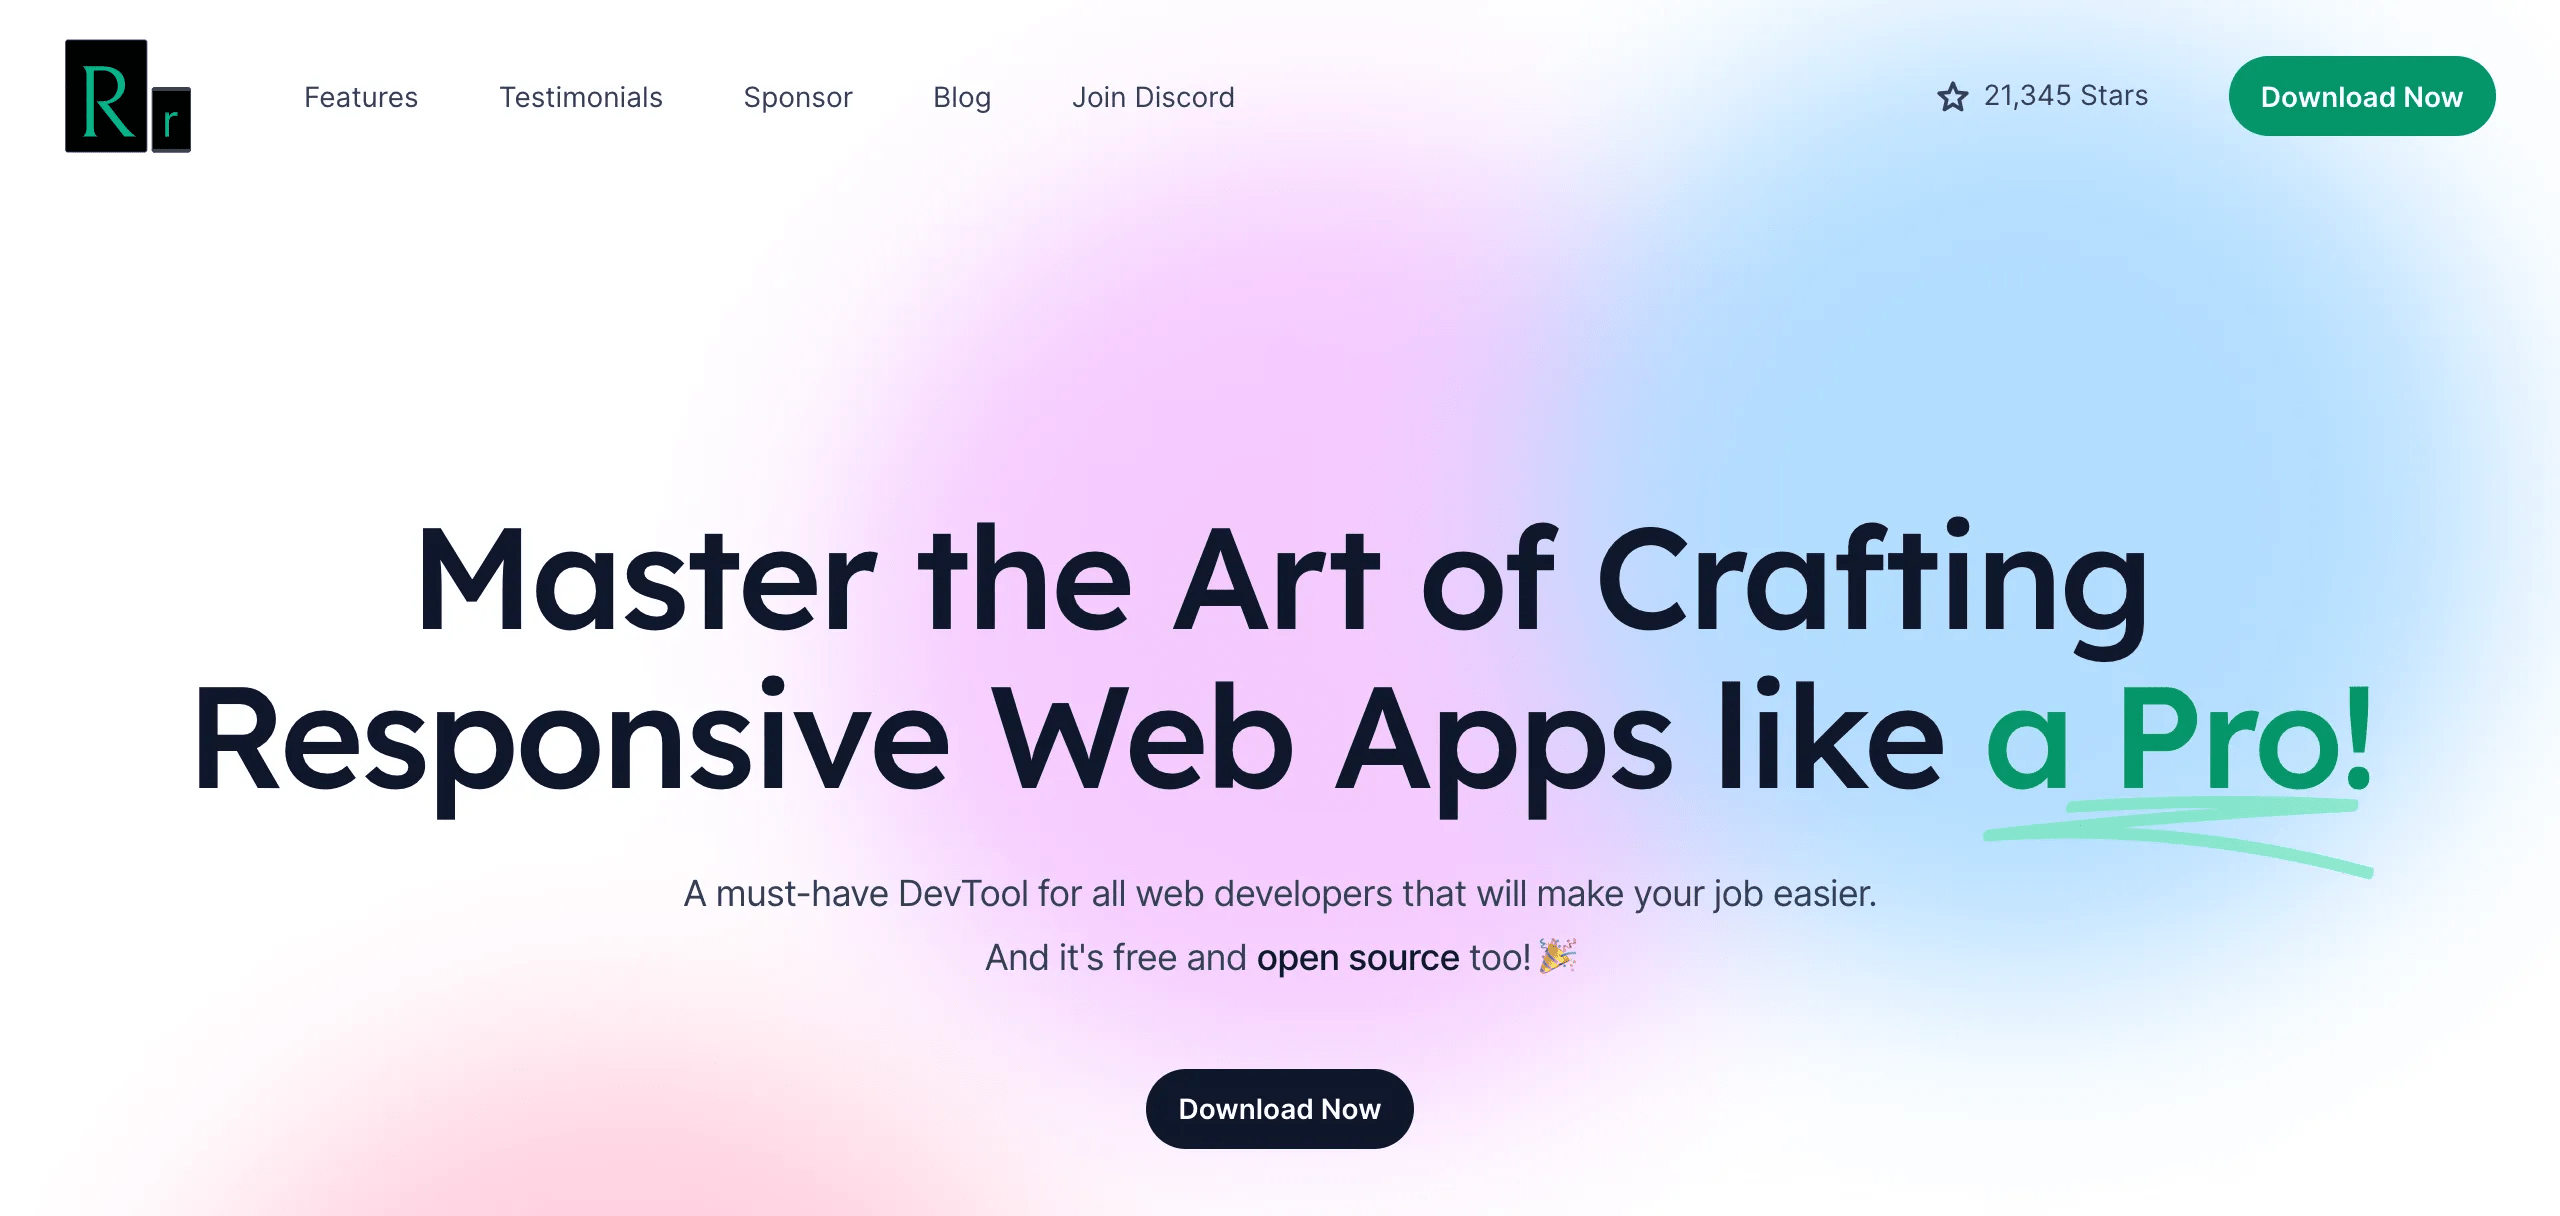 R r
Features
Testimonials
Sponsor
Blog
Join Discord
21,345 Stars
Download Now
Master the Art of Crafting
Responsive Web Apps like a Pro!
A must-have DevTool for all web developers that will make your job easier.
And it's free and open source too! 🎉
Download Now